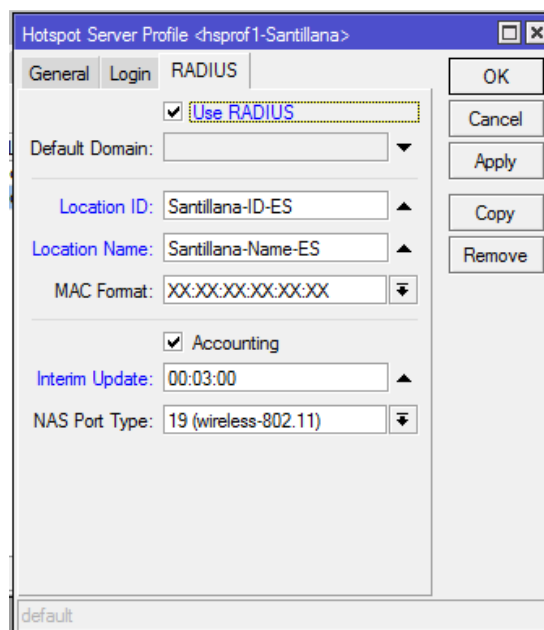 Hotspot Server Profile <hsprof1-Santillana>
General Login RADIUS
OK
Use RADIUS
Cancel
Default Domain:
Apply
Location ID: Santillana-ID-ES
Copy
Location Name: Santillana-Name-ES
Remove
MAC Format: XX:XX:XX:XX:XX:XX
Accounting
Interim Update: 00:03:00
NAS Port Type: 19 (wireless-802.11)
default